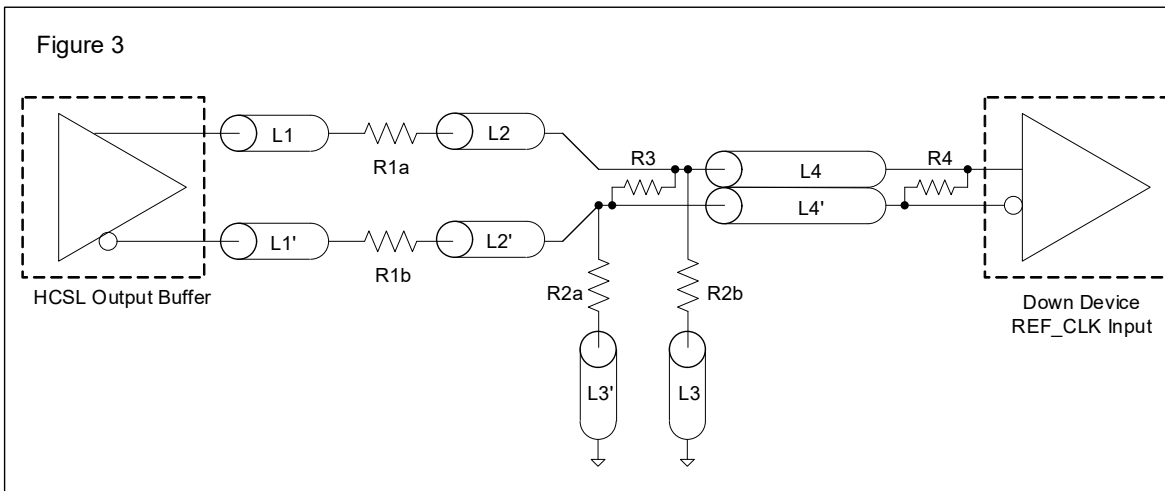 Figure 3
L1
R1a
L2
R3
L4
R4
L4'
L1'
R1b
L2'
HCSL Output Buffer
R2a
R2b
Down Device
REF_CLK Input
L3'
L3